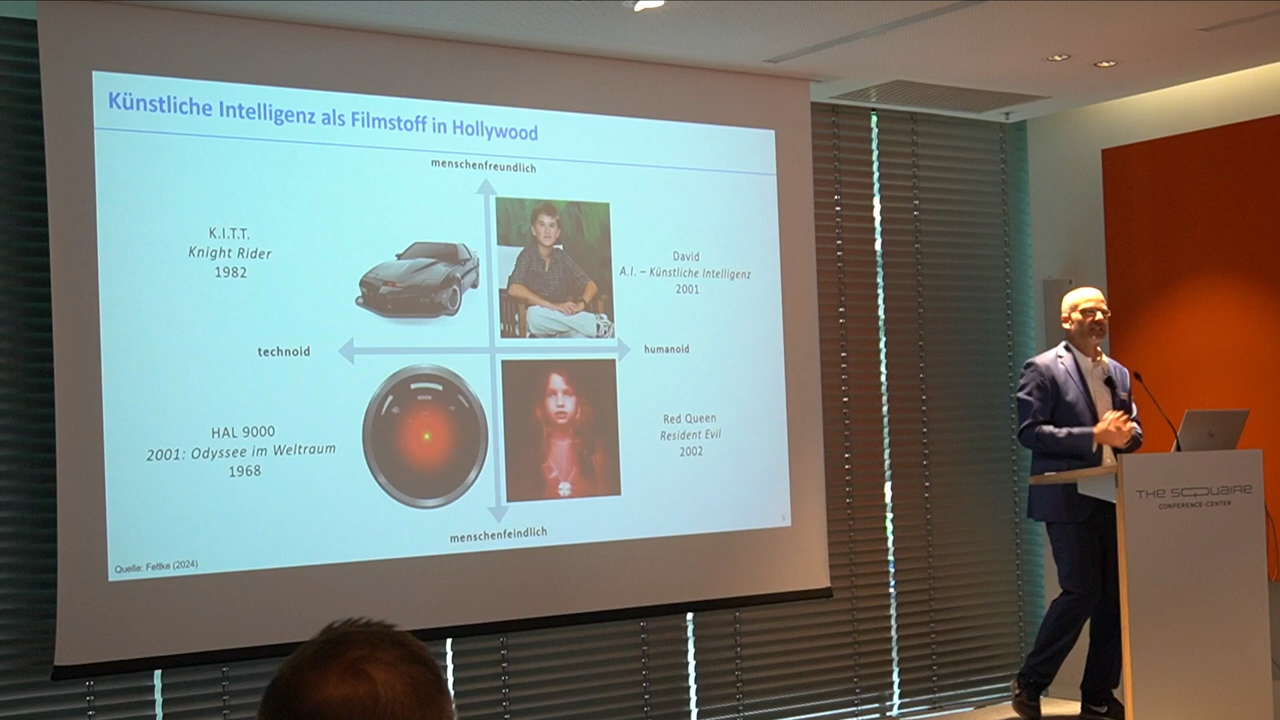 Künstliche Intelligenz als Filmstoff in Hollywood
menschenfreundlich
K.I.T.T.
Knight Rider
1982
David
A.I. – Künstliche Intelligenz
2001
technoid
humanoid
HAL 9000
2001: Odyssee im Weltraum
1968
Red Queen
Resident Evil
2002
menschenfeindlich
Quelle: Fettke (2024)
THE SQUAIRE
CONFERENCE-CENTER